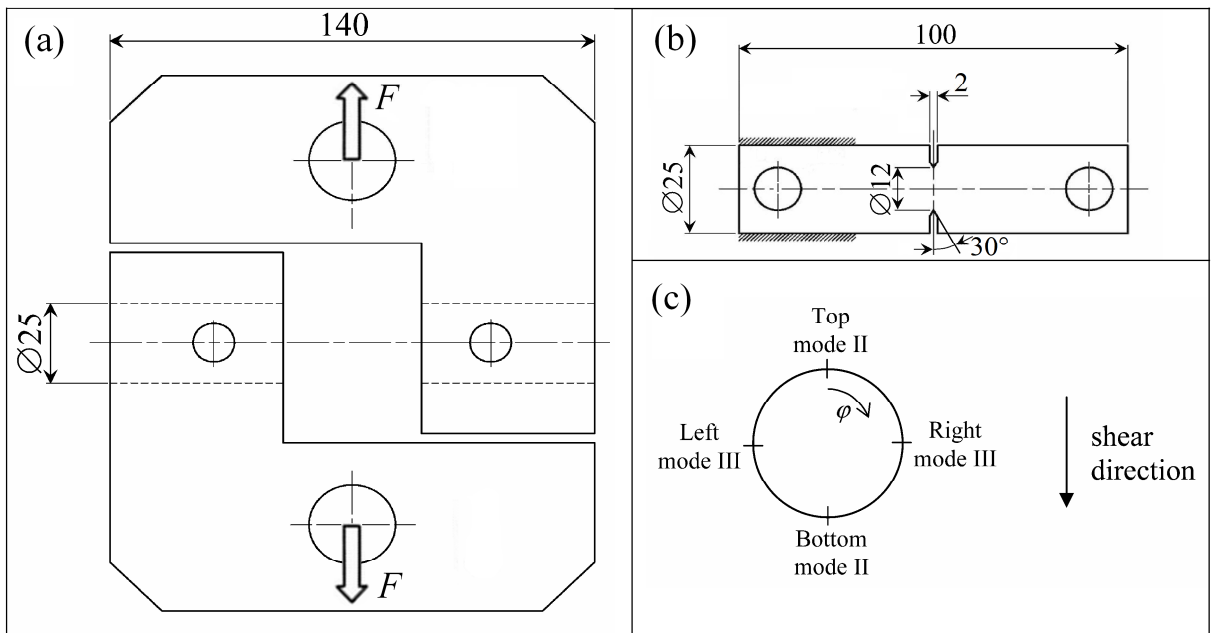 (a)
140
F
Ø25
F
(b)
100
2
Ø25
Ø12
30°
(c)
Top
mode II
φ
Left
mode III
Right
mode III
Bottom
mode II
shear
direction